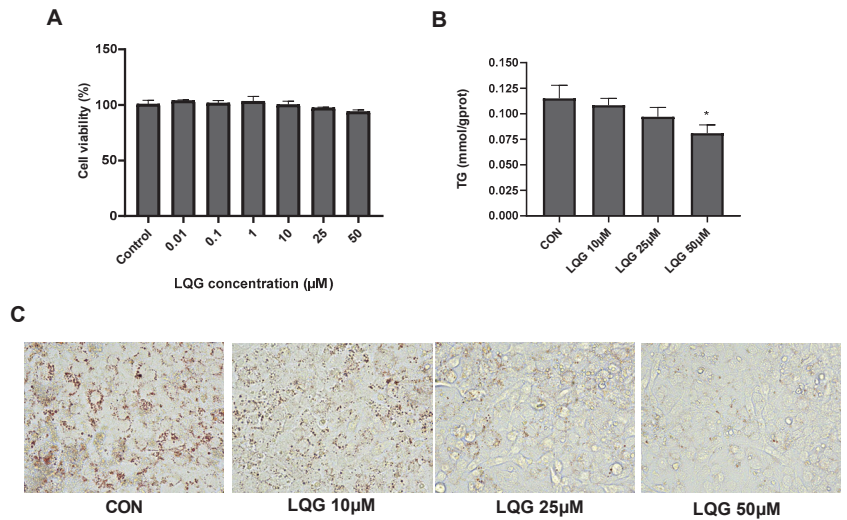 A
150
100
50
0
Cell viability (%)
Control
0.01
0.1
1
10
25
50
LQG concentration (µM)
B
0.150
0.125
0.100
0.075
0.050
0.025
0.000
TG (mmol/gprot)
*
CON
LQG 10µM
LQG 25µM
LQG 50µM
C
CON
LQG 10µM
LQG 25µM
LQG 50µM